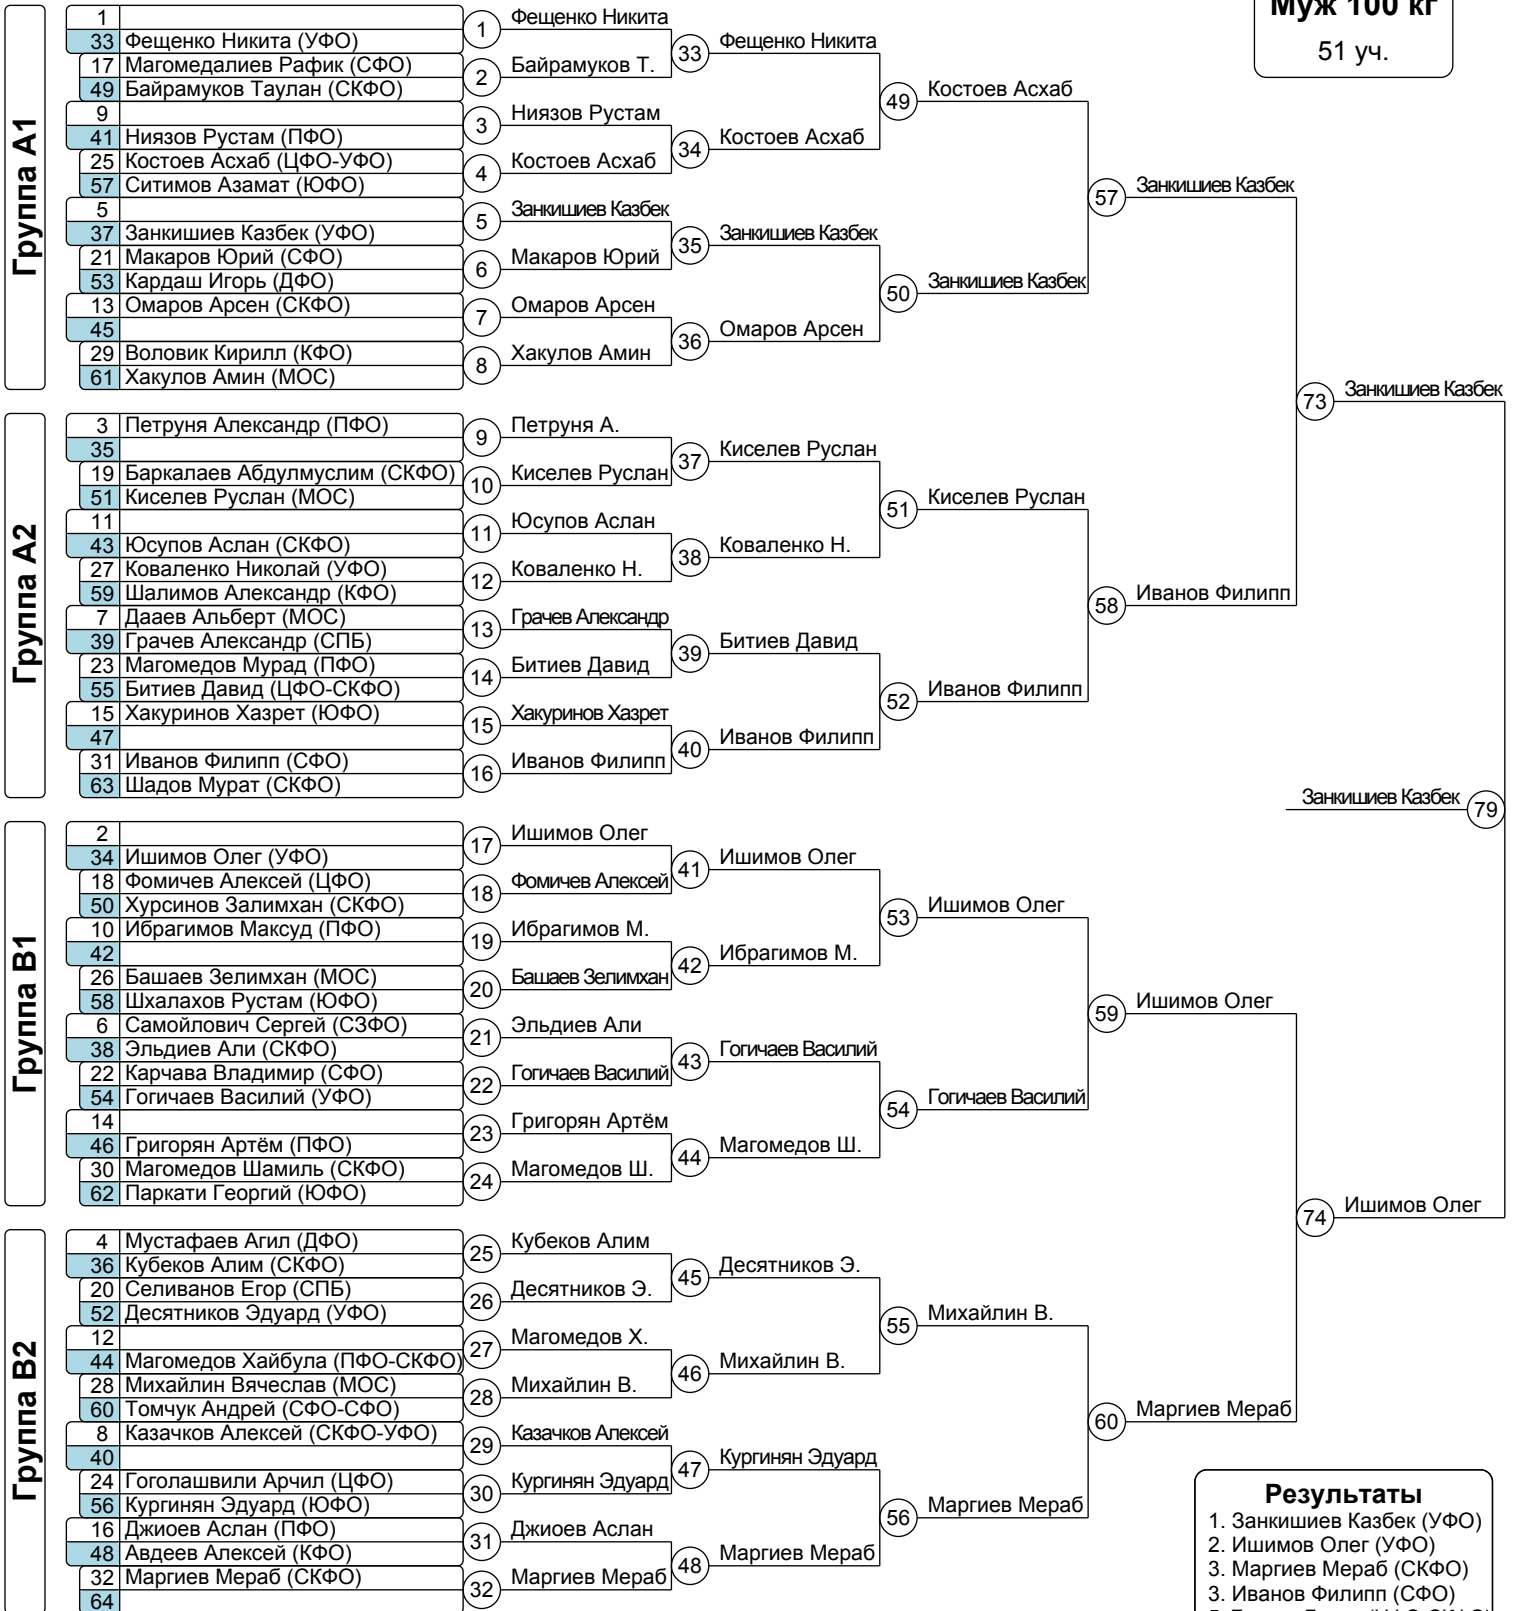 Муж 100 кг
51 уч.
Группа А1
1
33 Фещенко Никита (УФО)
17 Магомедалиев Рафик (СФО)
49 Байрамуков Таулан (СКФО)
9
41 Ниязов Рустам (ПФО)
25 Костоев Асхаб (ЦФО-УФО)
57 Ситимов Азамат (ЮФО)
5
37 Занкишиев Казбек (УФО)
21 Макаров Юрий (СФО)
53 Кардаш Игорь (ДФО)
13 Омаров Арсен (СКФО)
45
29 Воловик Кирилл (КФО)
61 Хакулов Амин (МОС)
Группа А2
3 Петруня Александр (ПФО)
35
19 Баркалаев Абдулмуслим (СКФО)
51 Киселев Руслан (МОС)
11
43 Юсупов Аслан (СКФО)
27 Коваленко Николай (УФО)
59 Шалимов Александр (КФО)
7 Дааев Альберт (МОС)
39 Грачев Александр (СПБ)
23 Магомедов Мурад (ПФО)
55 Битиев Давид (ЦФО-СКФО)
15 Хакуринов Хазрет (ЮФО)
47
31 Иванов Филипп (СФО)
63 Шадов Мурат (СКФО)
Группа В1
2
34 Ишимов Олег (УФО)
18 Фомичев Алексей (ЦФО)
50 Хурсинов Залимхан (СКФО)
10 Ибрагимов Максуд (ПФО)
42
26 Башаев Зелимхан (МОС)
58 Шхалахов Рустам (ЮФО)
6 Самойлович Сергей (СЗФО)
38 Эльдиев Али (СКФО)
22 Карчава Владимир (СФО)
54 Гогичаев Василий (УФО)
14
46 Григорян Артём (ПФО)
30 Магомедов Шамиль (СКФО)
62 Паркати Георгий (ЮФО)
Группа В2
4 Мустафаев Агил (ДФО)
36 Кубеков Алим (СКФО)
20 Селиванов Егор (СПБ)
52 Десятников Эдуард (УФО)
12
44 Магомедов Хайбула (ПФО-СКФО)
28 Михайлин Вячеслав (МОС)
60 Томчук Андрей (СФО-СФО)
8 Казачков Алексей (СКФО-УФО)
40
24 Гоголашвили Арчил (ЦФО)
56 Кургинян Эдуард (ЮФО)
16 Джиоев Аслан (ПФО)
48 Авдеев Алексей (КФО)
32 Маргиев Мераб (СКФО)
64
1 Фещенко Никита
2 Байрамуков Т.
3 Ниязов Рустам
4 Костоев Асхаб
5 Занкишиев Казбек
6 Макаров Юрий
7 Омаров Арсен
8 Хакулов Амин
9 Петруня А.
10 Киселев Руслан
11 Юсупов Аслан
12 Коваленко Н.
13 Грачев Александр
14 Битиев Давид
15 Хакуринов Хазрет
16 Иванов Филипп
17 Ишимов Олег
18 Фомичев Алексей
19 Ибрагимов М.
20 Башаев Зелимхан
21 Эльдиев Али
22 Гогичаев Василий
23 Григорян Артём
24 Магомедов Ш.
25 Кубеков Алим
26 Десятников Э.
27 Магомедов Х.
28 Михайлин В.
29 Казачков Алексей
30 Кургинян Эдуард
31 Джиоев Аслан
32 Маргиев Мераб
33 Фещенко Никита
34 Костоев Асхаб
35 Занкишиев Казбек
36 Омаров Арсен
37 Киселев Руслан
38 Коваленко Н.
39 Битиев Давид
40 Иванов Филипп
41 Ишимов Олег
42 Ибрагимов М.
43 Гогичаев Василий
44 Магомедов Ш.
45 Десятников Э.
46 Михайлин В.
47 Кургинян Эдуард
48 Маргиев Мераб
49 Костоев Асхаб
50 Занкишиев Казбек
51 Киселев Руслан
52 Иванов Филипп
53 Ишимов Олег
54 Гогичаев Василий
55 Михайлин В.
56 Маргиев Мераб
57 Занкишиев Казбек
58 Иванов Филипп
59 Ишимов Олег
60 Маргиев Мераб
73 Занкишиев Казбек
74 Ишимов Олег
Занкишиев Казбек 79
Результаты
1. Занкишиев Казбек (УФО)
2. Ишимов Олег (УФО)
3. Маргиев Мераб (СКФО)
3. Иванов Филипп (СФО)